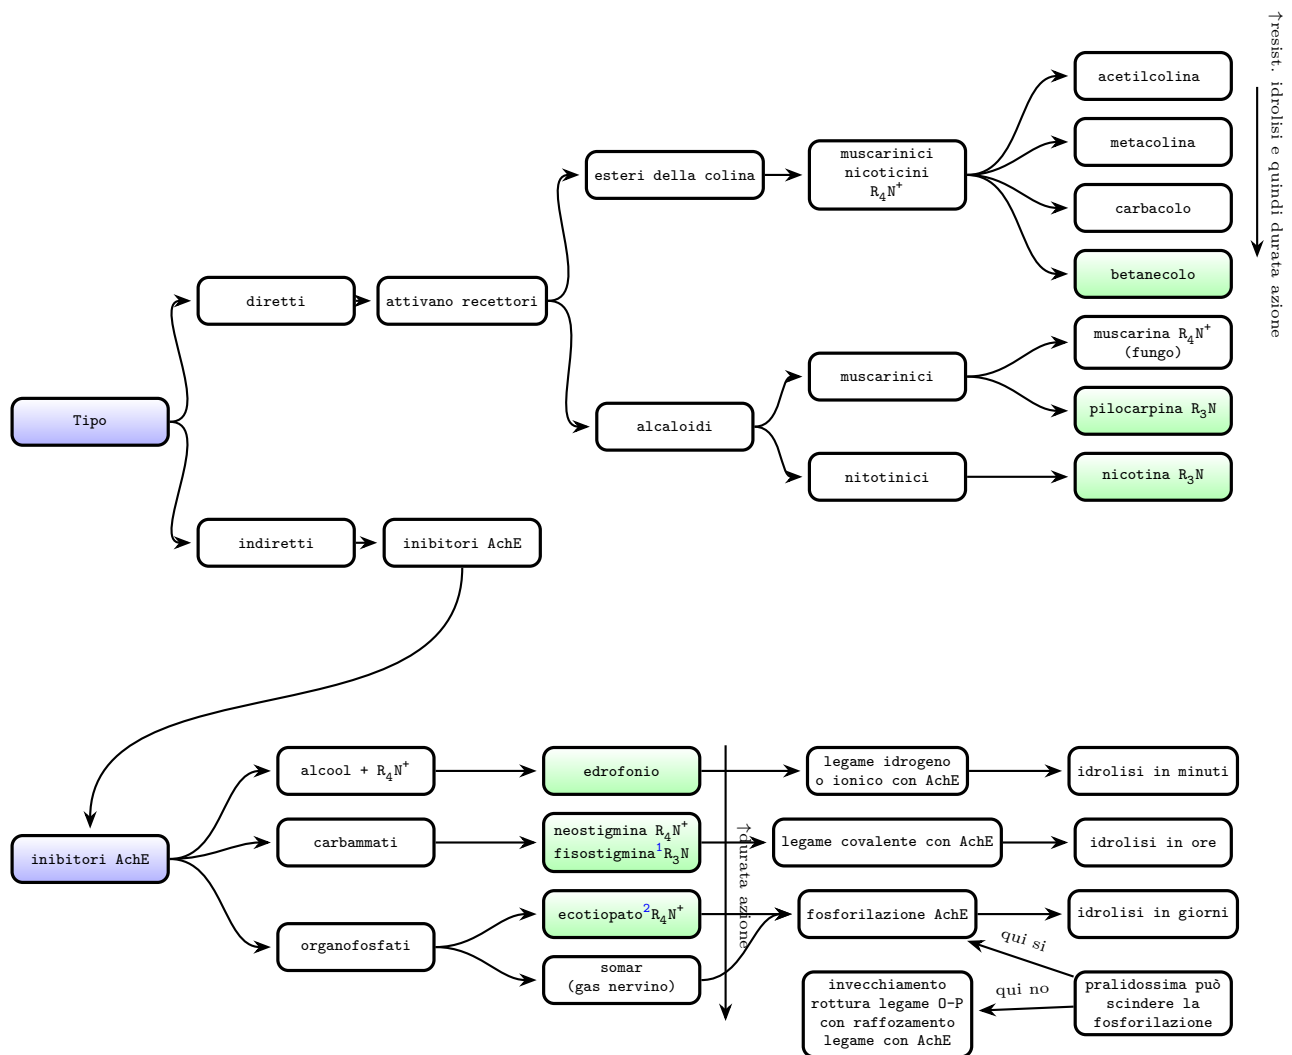 ↑resist. idrolisi e quindi durata azione
acetilcolina
metacolina
muscarinici
nicoticini
R₄N⁺
esteri della colina
carbacolo
betanecolo
diretti
attivano recettori
muscarina R₄N⁺
(fungo)
muscarinici
pilocarpina R₃N
Tipo
alcaloidi
nitotinici
nicotina R₃N
indiretti
inibitori AchE
alcool + R₄N⁺
edrofonio
legame idrogeno
o ionico con AchE
idrolisi in minuti
inibitori AchE
carbammati
neostigmina R₄N⁺
fisostigmina¹R₃N
↑durata azione
legame covalente con AchE
idrolisi in ore
organofosfati
ecotiopato²R₄N⁺
fosforilazione AchE
idrolisi in giorni
somar
(gas nervino)
qui si
qui no
invecchiamento
rottura legame O-P
con raffozamento
legame con AchE
pralidossima può
scindere la
fosforilazione